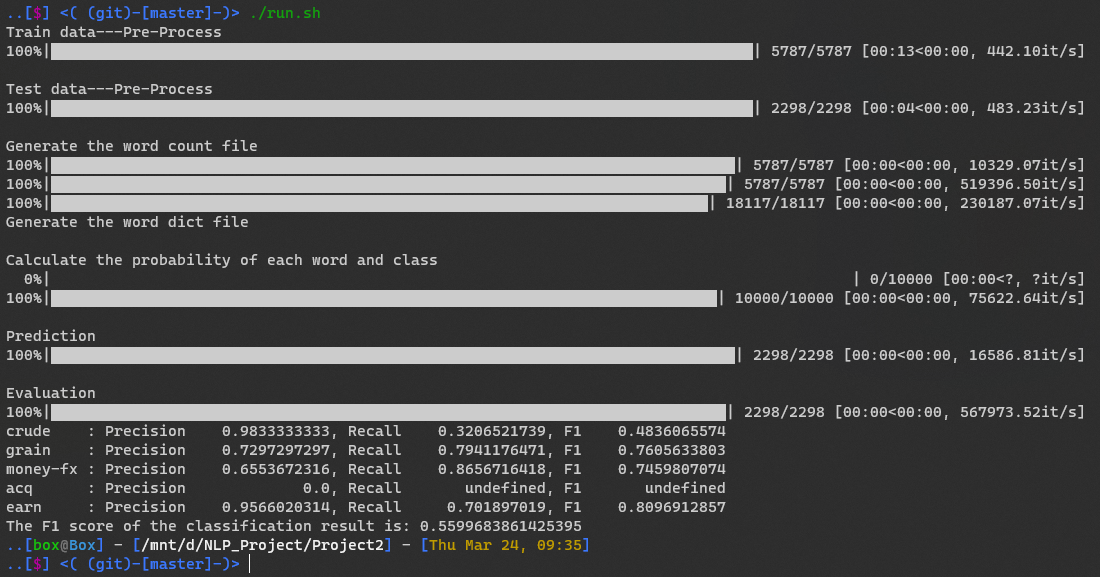 ..[$] <( (git)-[master]-)> ./run.sh
Train data---Pre-Process
100%| | 5787/5787 [00:13<00:00, 442.10it/s]
Test data---Pre-Process
100%| | 2298/2298 [00:04<00:00, 483.23it/s]
Generate the word count file
100%| | 5787/5787 [00:00<00:00, 10329.07it/s]
100%| | 5787/5787 [00:00<00:00, 519396.50it/s]
100%| | 18117/18117 [00:00<00:00, 230187.07it/s]
Generate the word dict file
Calculate the probability of each word and class
0%| | 0/10000 [00:00<?, ?it/s]
100%| | 10000/10000 [00:00<00:00, 75622.64it/s]
Prediction
100%| | 2298/2298 [00:00<00:00, 16586.81it/s]
Evaluation
100%| | 2298/2298 [00:00<00:00, 567973.52it/s]
crude : Precision 0.9833333333, Recall 0.3206521739, F1 0.4836065574
grain : Precision 0.7297297297, Recall 0.7941176471, F1 0.7605633803
money-fx : Precision 0.6553672316, Recall 0.8656716418, F1 0.7459807074
acq : Precision 0.0, Recall undefined, F1 undefined
earn : Precision 0.9566020314, Recall 0.701897019, F1 0.8096912857
The F1 score of the classification result is: 0.5599683861425395
..[box@Box] - [/mnt/d/NLP_Project/Project2] - [Thu Mar 24, 09:35]
..[$] <( (git)-[master]-)>